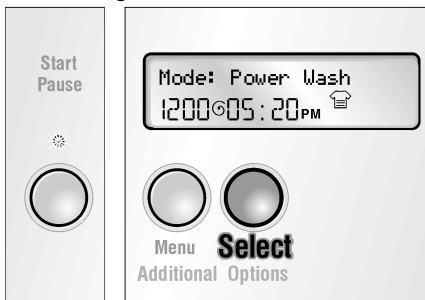 Start
Pause
Mode: Power Wash
1200 05:20PM
Menu Select
Additional Options